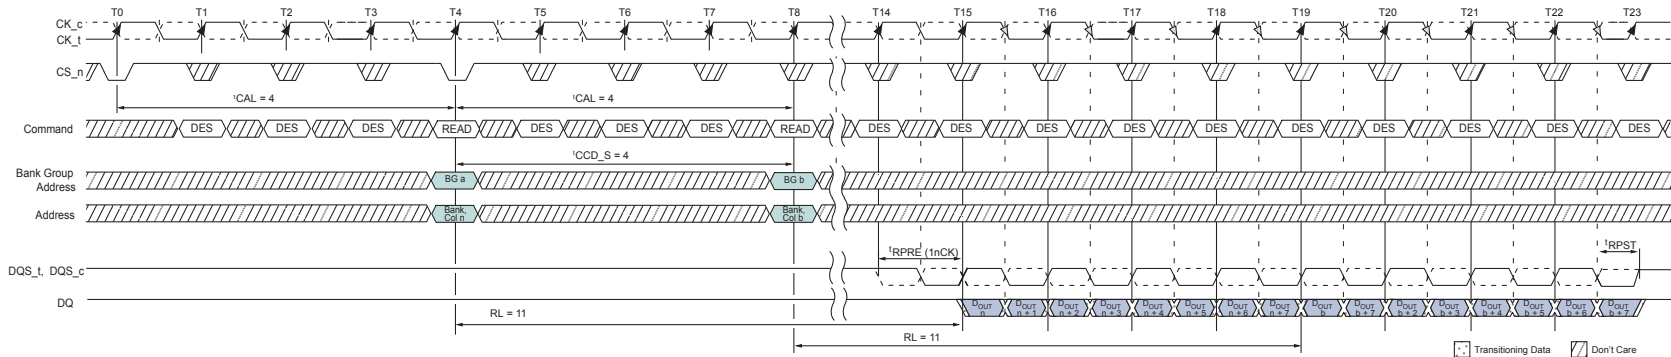 T0 T1 T2 T3 T4 T5 T6 T7 T8 T14 T15 T16 T17 T18 T19 T20 T21 T22 T23
CK_c
CK_t
CS_n
tCAL = 4 tCAL = 4
Command DES DES DES READ DES DES DES READ DES DES DES DES DES DES DES DES DES DES
tCCD_S = 4
Bank Group
Address
BG a BG b
Address
Bank,
Col n
Bank,
Col b
tRPRE (1nCK) tRPST
DQS_t, DQS_c
DQ
DOUT
n
DOUT
n + 1
DOUT
n + 2
DOUT
n + 3
DOUT
n + 4
DOUT
n + 5
DOUT
n + 6
DOUT
n + 7
DOUT
b
DOUT
b + 7
DOUT
b + 2
DOUT
b + 3
DOUT
b + 4
DOUT
b + 5
DOUT
b + 6
DOUT
b + 7
RL = 11
RL = 11
Transitioning Data Don't Care